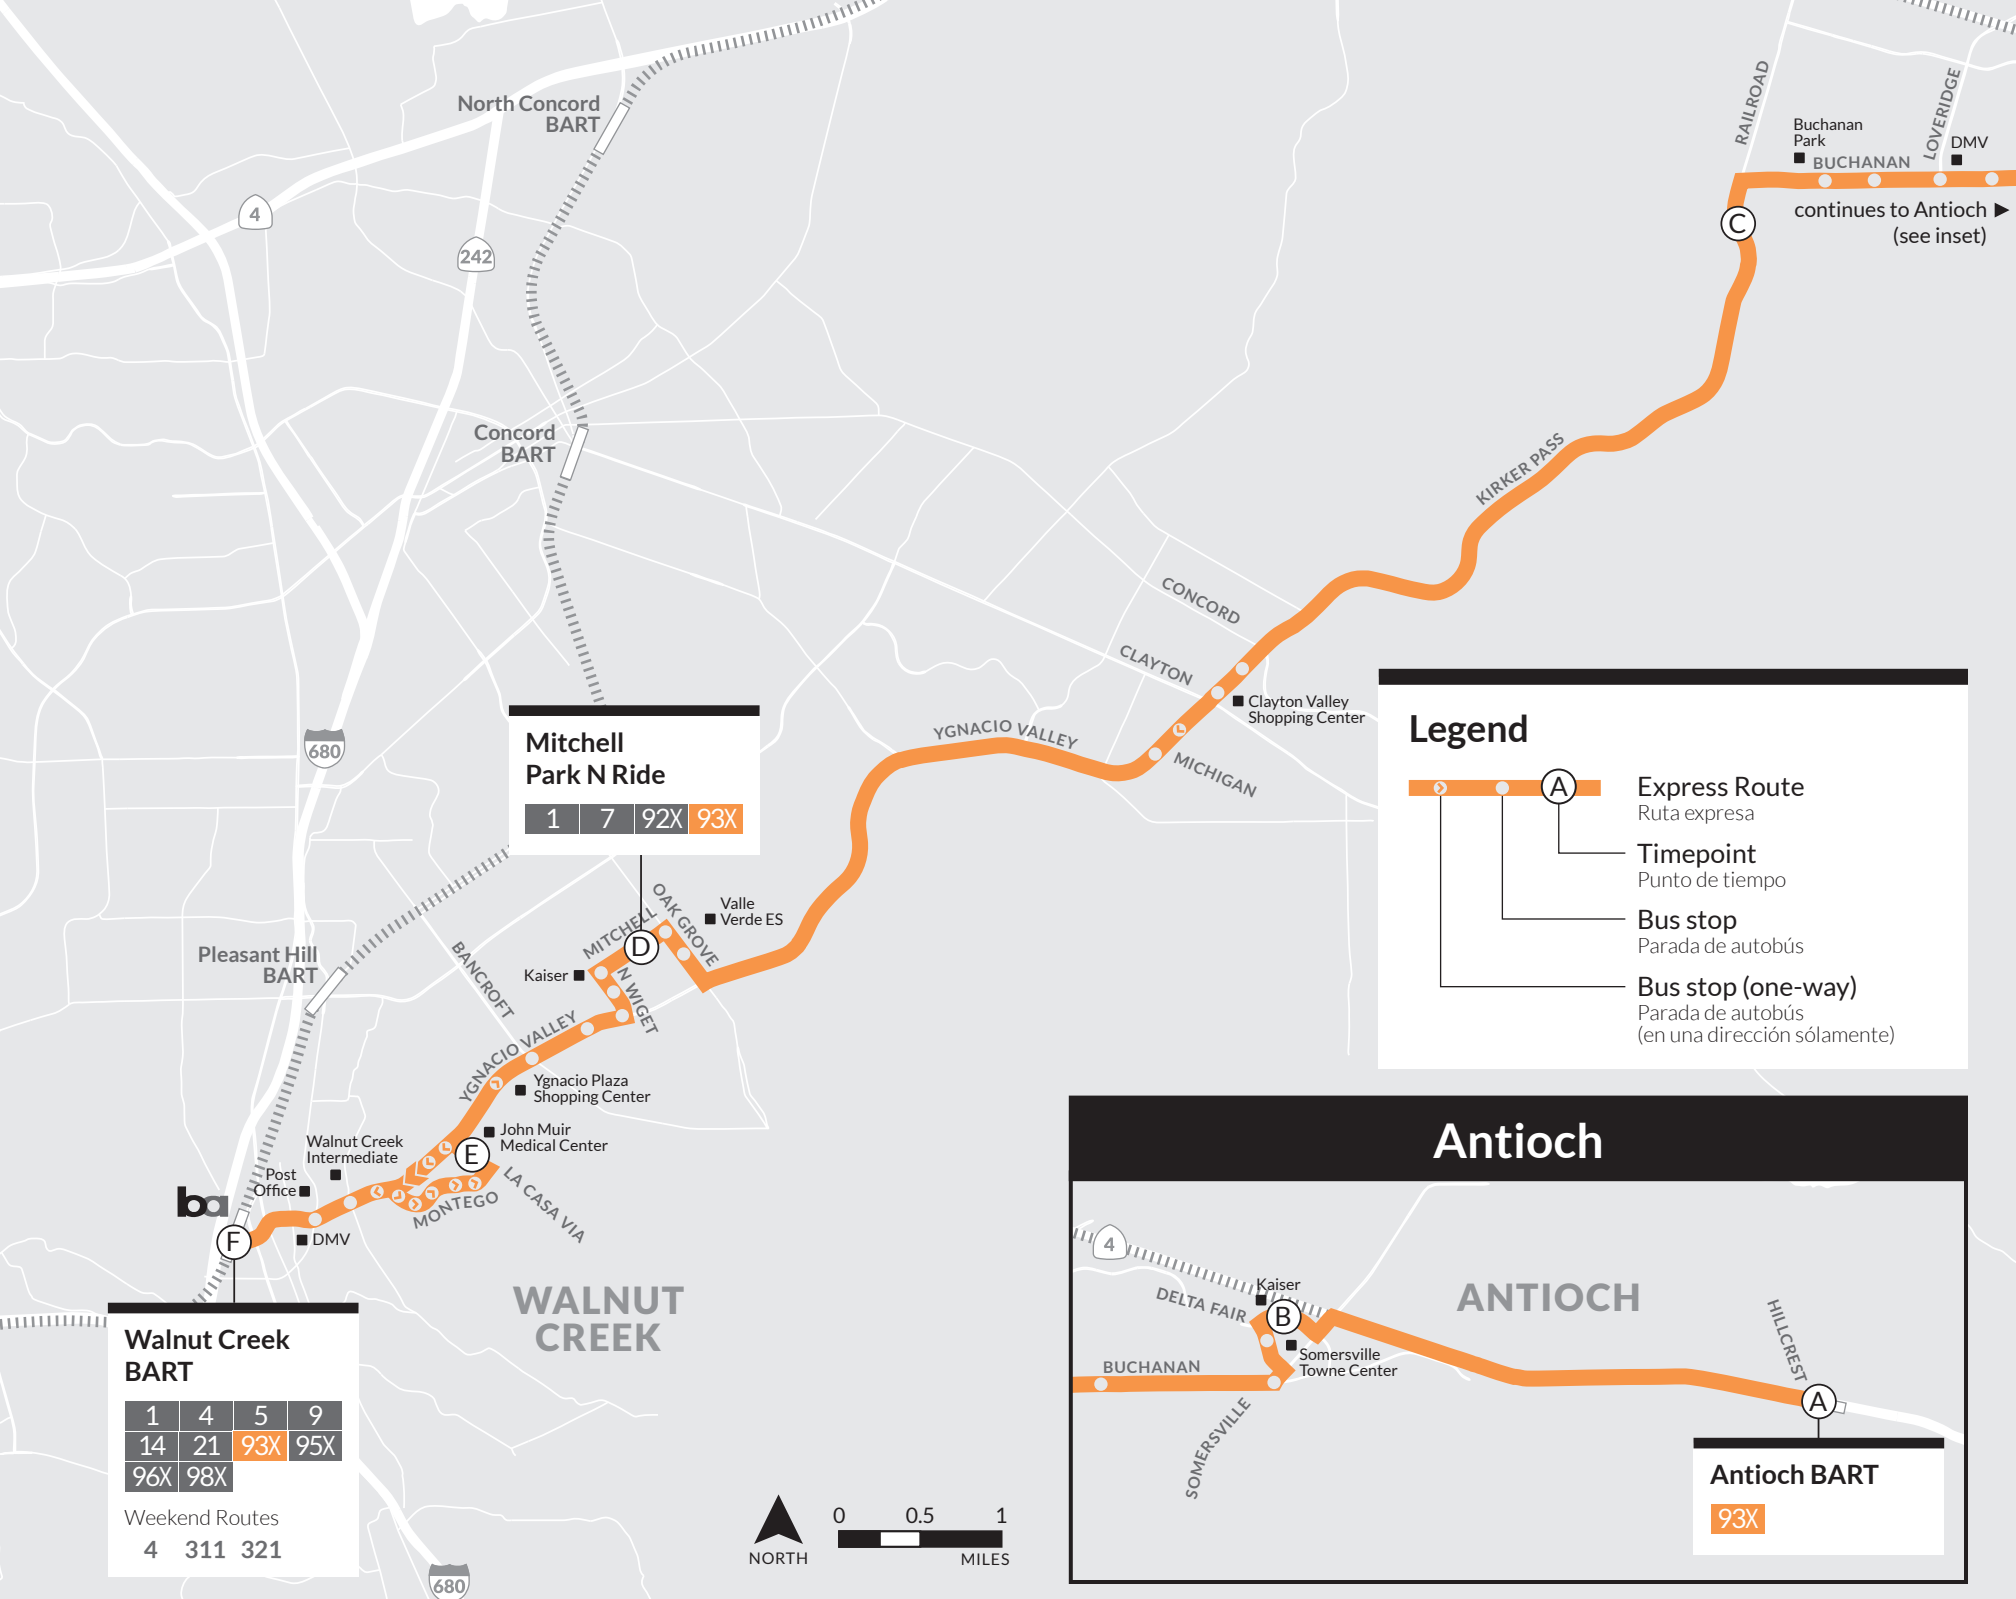 North Concord
BART
4
242
RAILROAD
Buchanan
Park
BUCHANAN
LOVERIDGE
DMV
continues to Antioch ►
(see inset)
C
Concord
BART
KIRKER PASS
CONCORD
CLAYTON
Clayton Valley
Shopping Center
YGNACIO VALLEY
MICHIGAN
680
Mitchell
Park N Ride
1 7 92X 93X
OAK GROVE
Valle
Verde ES
MITCHELL
D
Kaiser
N WIGET
Pleasant Hill
BART
BANCROFT
YGNACIO VALLEY
Ygnacio Plaza
Shopping Center
John Muir
Medical Center
E
Walnut Creek
Intermediate
Post
Office
LA CASA VIA
MONTEGO
ba
F
DMV
WALNUT
CREEK
Walnut Creek
BART
1 4 5 9
14 21 93X 95X
96X 98X
Weekend Routes
4 311 321
680
NORTH
0 0.5 1
MILES
Legend
A
Express Route
Ruta expresa
Timepoint
Punto de tiempo
Bus stop
Parada de autobús
Bus stop (one-way)
Parada de autobús
(en una dirección sólamente)
Antioch
4
Kaiser
DELTA FAIR
B
ANTIOCH
HILLCREST
Somersville
Towne Center
BUCHANAN
SOMERSVILLE
A
Antioch BART
93X